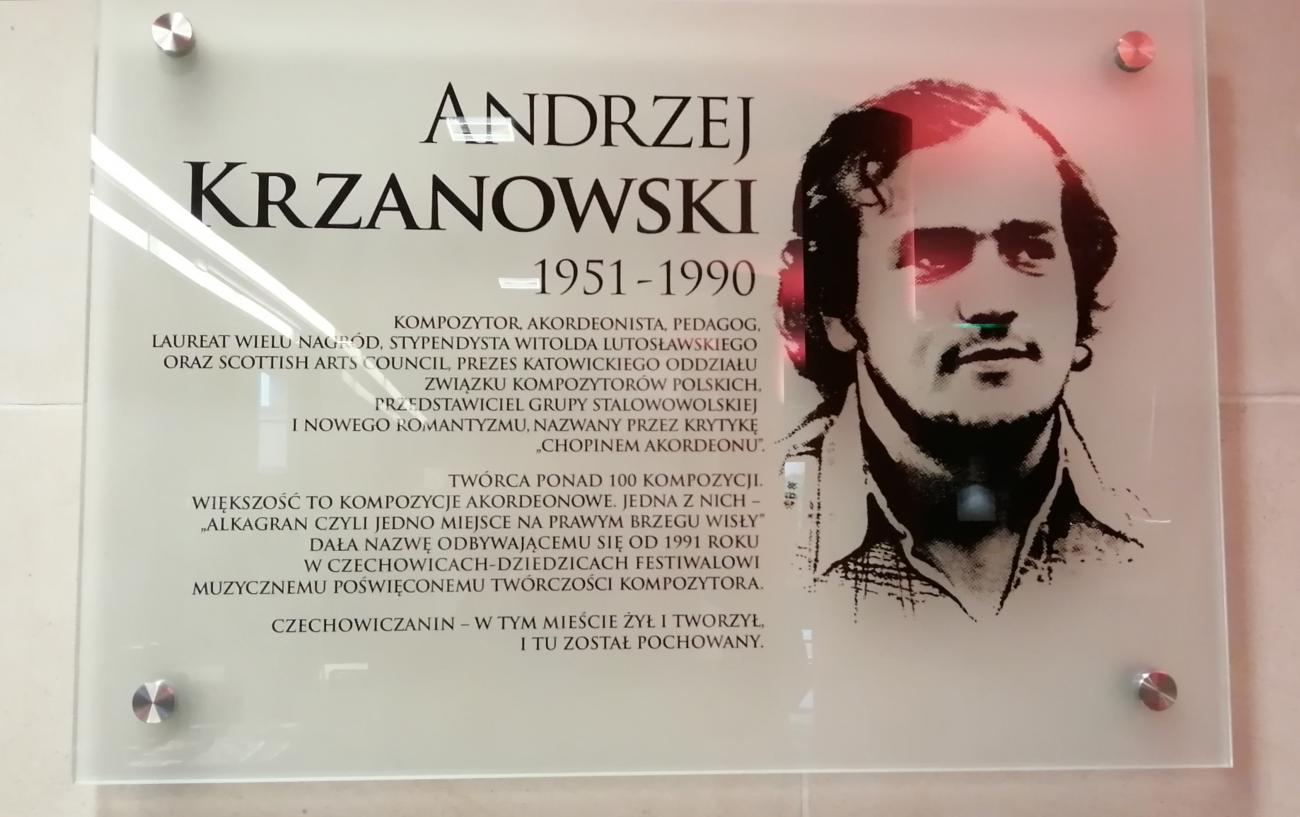 ANDRZEJ
KRZANOWSKI
1951-1990
KOMPOZYTOR, AKORDEONISTA, PEDAGOG,
LAUREAT WIELU NAGRÓD, STYPENDYSTA WITOLDA LUTOSŁAWSKIEGO
ORAZ SCOTTISH ARTS COUNCIL, PREZES KATOWICKIEGO ODDZIAŁU
ZWIĄZKU KOMPOZYTORÓW POLSKICH,
PRZEDSTAWICIEL GRUPY STALOWOWOLSKIEJ
I NOWEGO ROMANTYZMU, NAZWANY PRZEZ KRYTYKĘ
„CHOPINEM AKORDEONU".
TWÓRCA PONAD 100 KOMPOZYCJI.
WIĘKSZOŚĆ TO KOMPOZYCJE AKORDEONOWE. JEDNA Z NICH –
„ALKAGRAN CZYLI JEDNO MIEJSCE NA PRAWYM BRZEGU WISŁY"
DAŁA NAZWĘ ODBYWAJĄCEMU SIĘ OD 1991 ROKU
W CZECHOWICACH-DZIEDZICACH FESTIWALOWI
MUZYCZNEMU POŚWIĘCONEMU TWÓRCZOŚCI KOMPOZYTORA.
CZECHOWICZANIN – W TYM MIEŚCIE ŻYŁ I TWORZYŁ,
I TU ZOSTAŁ POCHOWANY.